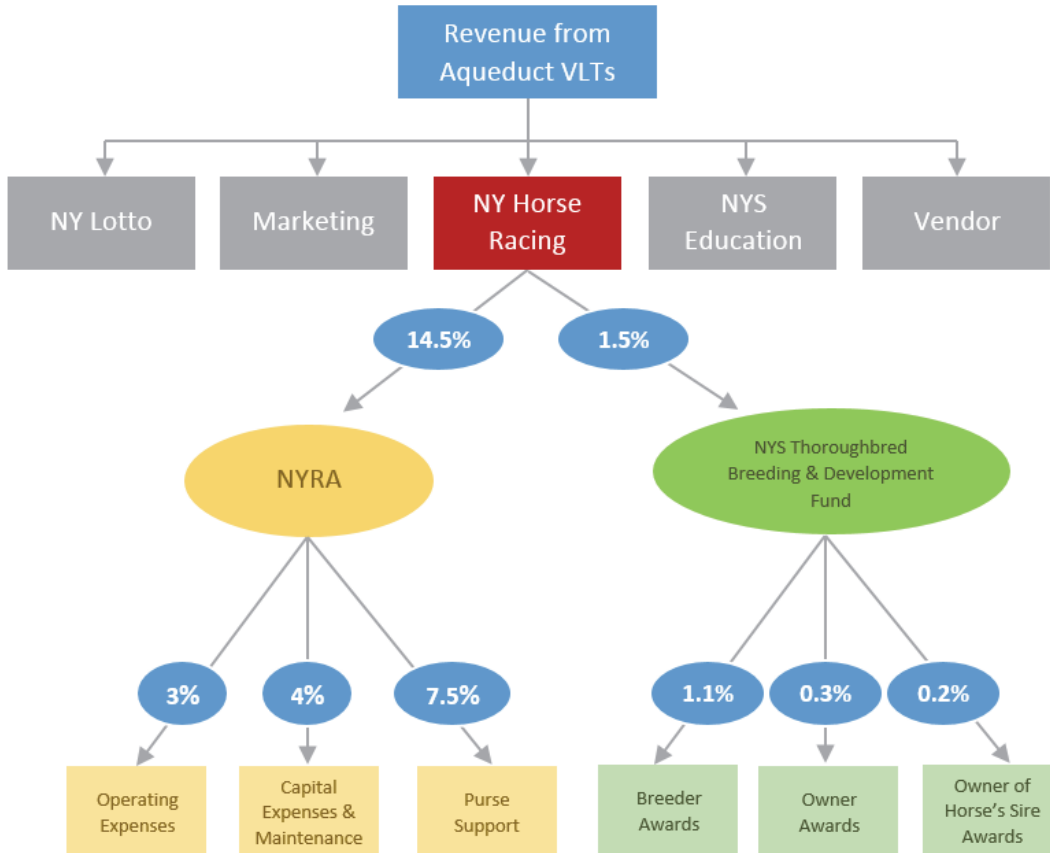 Revenue from
Aqueduct VLTs
NY Lotto
Marketing
NY Horse
Racing
NYS
Education
Vendor
14.5%
1.5%
NYRA
NYS Thoroughbred
Breeding & Development
Fund
3%
4%
7.5%
1.1%
0.3%
0.2%
Operating
Expenses
Capital
Expenses &
Maintenance
Purse
Support
Breeder
Awards
Owner
Awards
Owner of
Horse's Sire
Awards